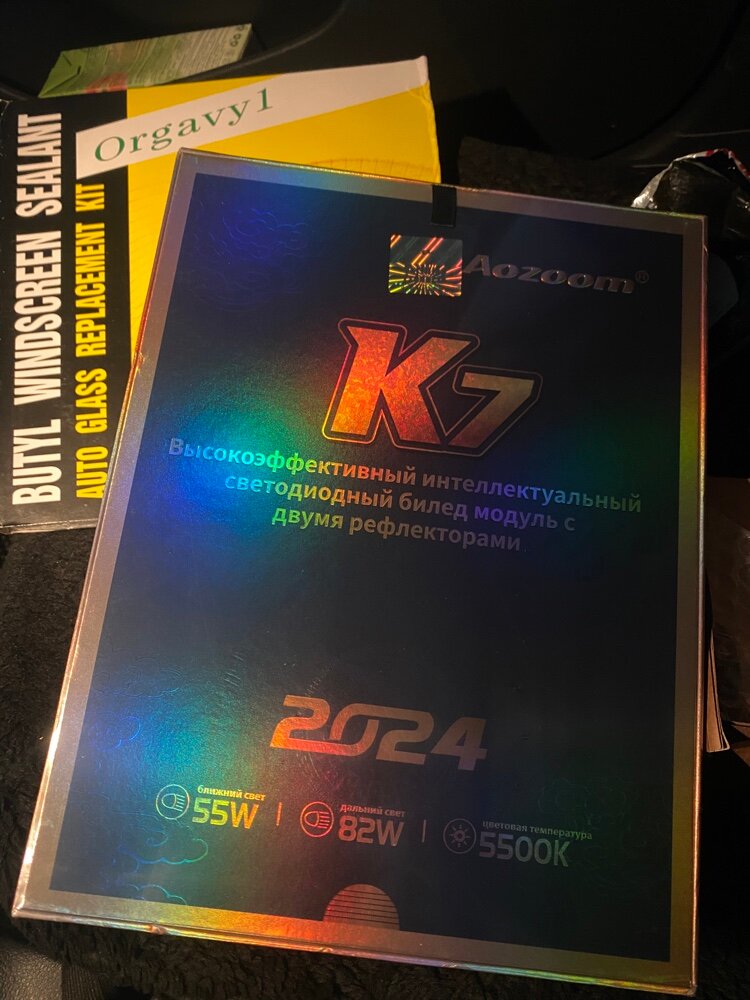 Orgavy1
BUTYL WINDSCREEN SEALANT
AUTO GLASS REPLACEMENT KIT
Aozoom®
K7
Высокоэффективный интеллектуальный
светодиодный билед модуль с
двумя рефлекторами
2024
ближний свет
55W
дальний свет
82W
цветовая температура
5500K